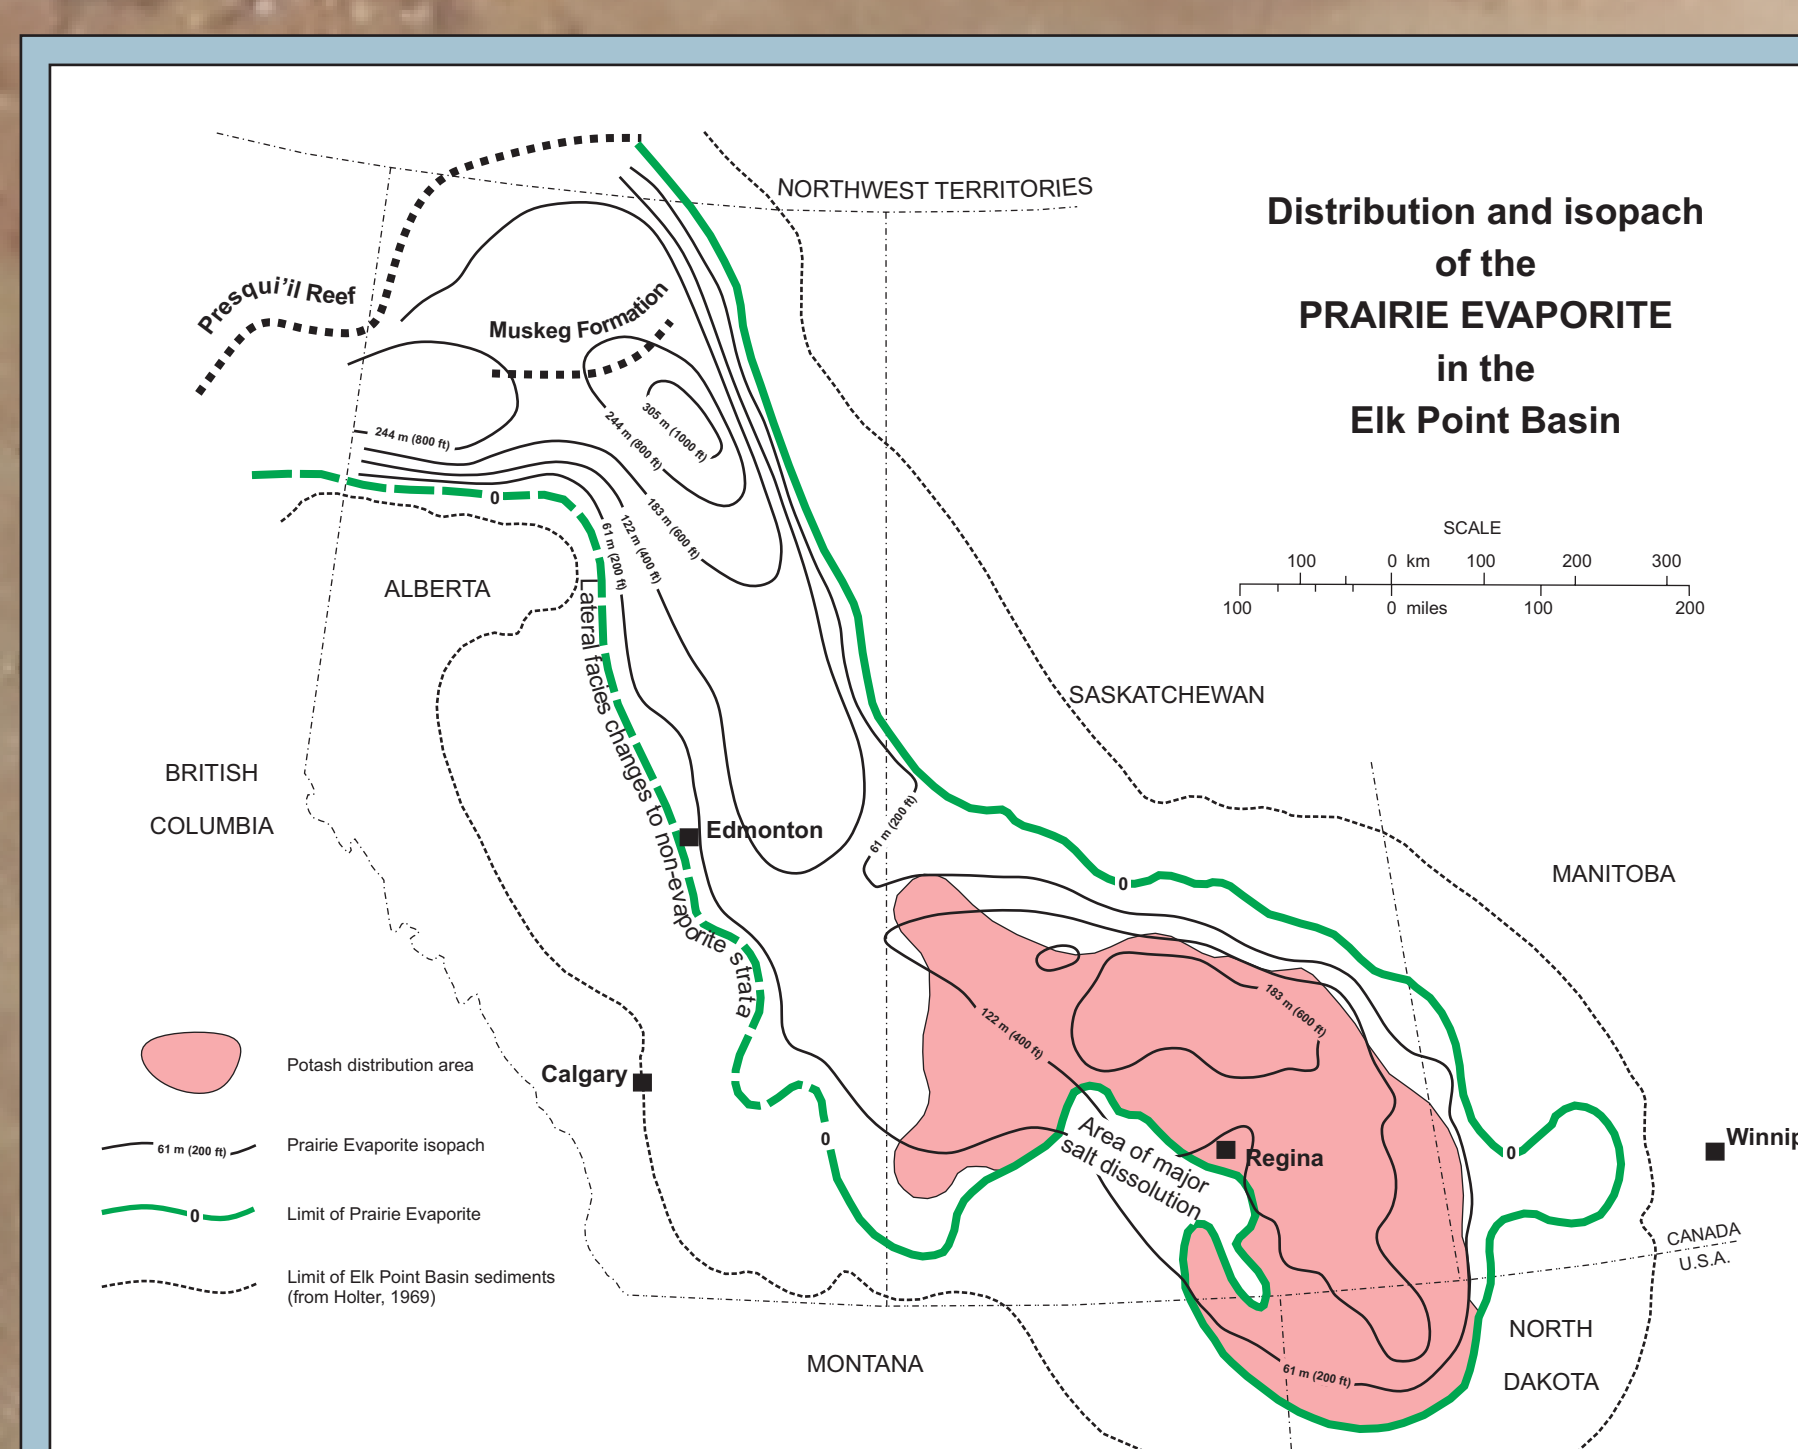 NORTHWEST TERRITORIES
Distribution and isopach
of the
PRAIRIE EVAPORITE
in the
Elk Point Basin
Presqui’il Reef
Muskeg Formation
305 m (1000 ft)
244 m (800 ft)
244 m (800 ft)
0
183 m (600 ft)
122 m (400 ft)
61 m (200 ft)
SCALE
100 0 km 100 200 300
100 0 miles 100 200
ALBERTA
Lateral facies changes to non-evaporite strata
SASKATCHEWAN
BRITISH
COLUMBIA
Edmonton
61 m (200 ft)
MANITOBA
0
183 m (600 ft)
122 m (400 ft)
Calgary
0
Area of major
salt dissolution
Regina
0
Winnip
Potash distribution area
61 m (200 ft)
Prairie Evaporite isopach
0
Limit of Prairie Evaporite
Limit of Elk Point Basin sediments
(from Holter, 1969)
CANADA
U.S.A.
NORTH
DAKOTA
MONTANA
61 m (200 ft)